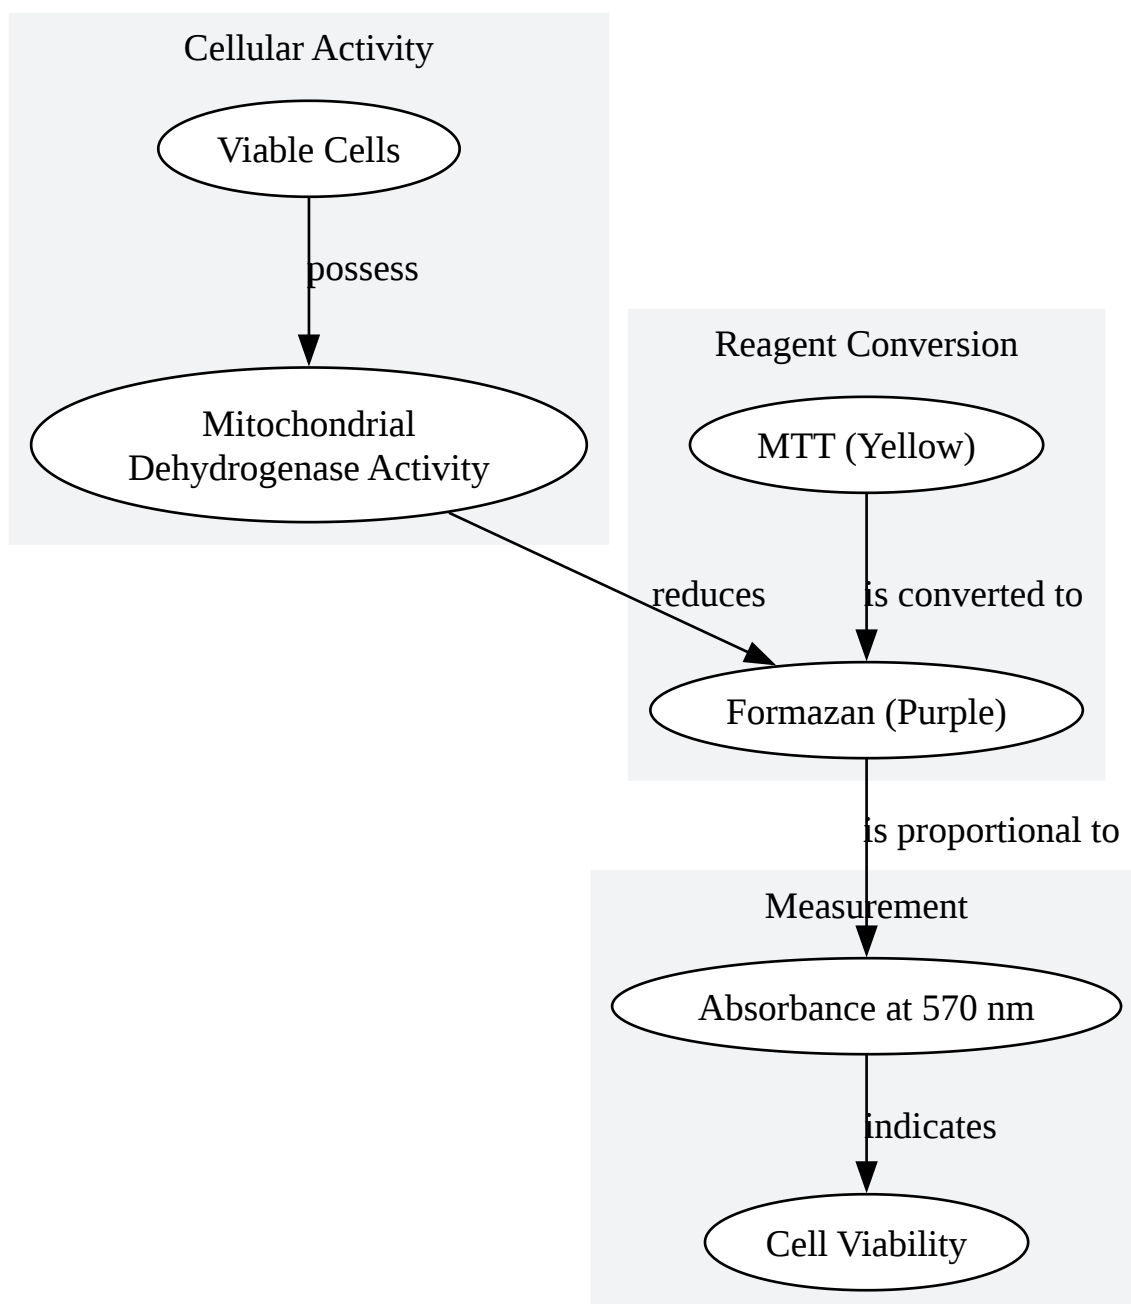 Cellular Activity
Viable Cells
possess
Mitochondrial
Dehydrogenase Activity
Reagent Conversion
MTT (Yellow)
reduces
is converted to
Formazan (Purple)
is proportional to
Measurement
Absorbance at 570 nm
indicates
Cell Viability